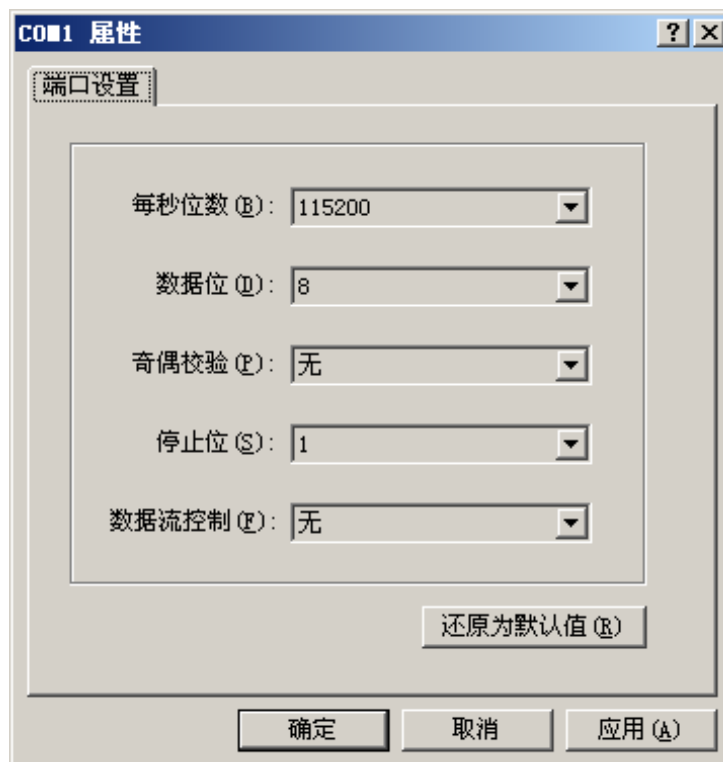 COM1 属性
端口设置
每秒位数(B): 115200
数据位(D): 8
奇偶校验(P): 无
停止位(S): 1
数据流控制(F): 无
还原为默认值(R)
确定 取消 应用(A)